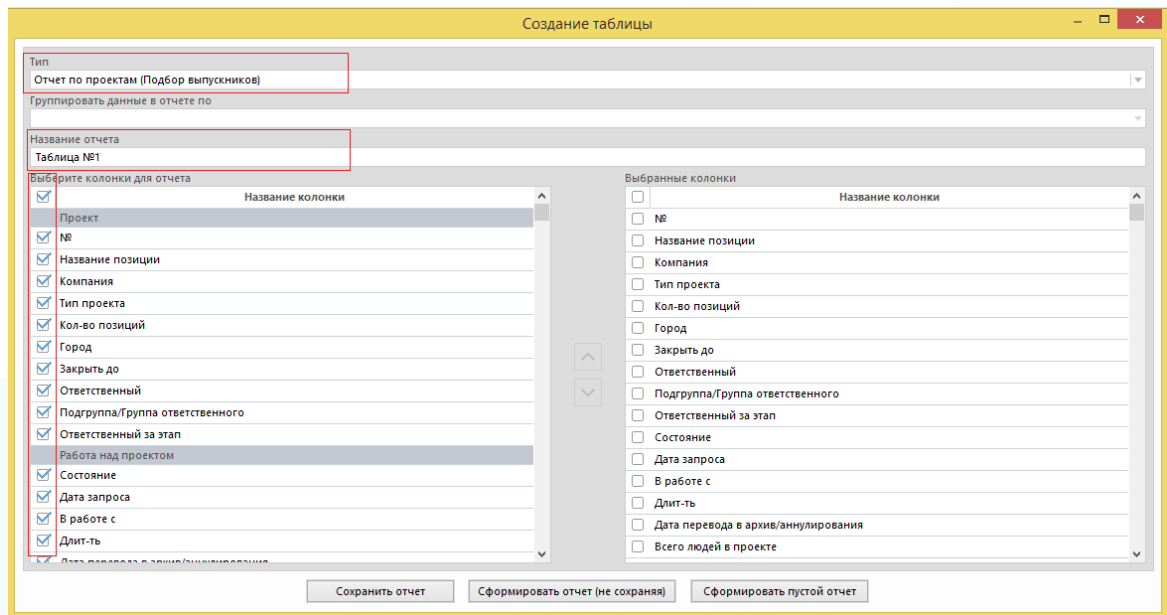 Создание таблицы
Тип
Отчет по проектам (Подбор выпускников)
Группировать данные в отчете по
Название отчета
Таблица №1
Выберите колонки для отчета
Название колонки
Проект
№
Название позиции
Компания
Тип проекта
Кол-во позиций
Город
Закрыть до
Ответственный
Подгруппа/Группа ответственного
Ответственный за этап
Работа над проектом
Состояние
Дата запроса
В работе с
Длит-ть
Дата перевода в архив/аннулирования
Выбранные колонки
Название колонки
№
Название позиции
Компания
Тип проекта
Кол-во позиций
Город
Закрыть до
Ответственный
Подгруппа/Группа ответственного
Ответственный за этап
Состояние
Дата запроса
В работе с
Длит-ть
Дата перевода в архив/аннулирования
Всего людей в проекте
Сохранить отчет
Сформировать отчет (не сохраняя)
Сформировать пустой отчет